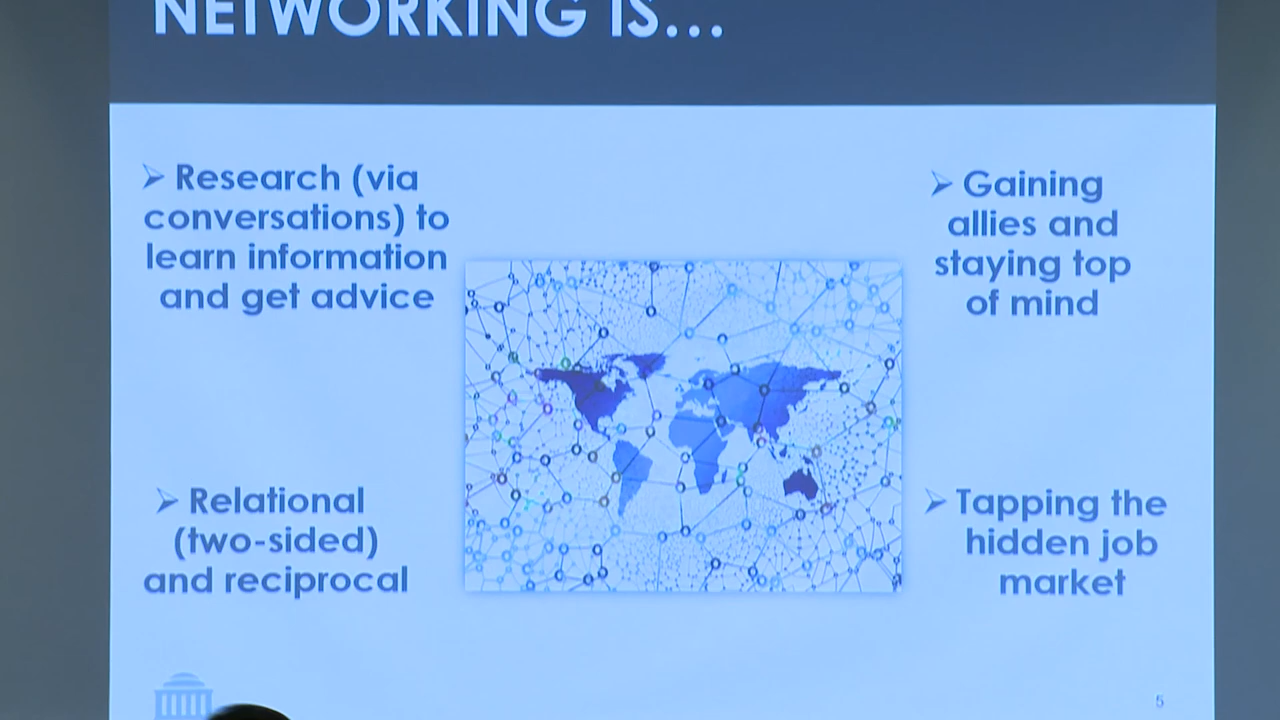 NETWORKING IS...
➢ Research (via
conversations) to
learn information
and get advice
➢ Gaining
allies and
staying top
of mind
➢ Relational
(two-sided)
and reciprocal
➢ Tapping the
hidden job
market
5